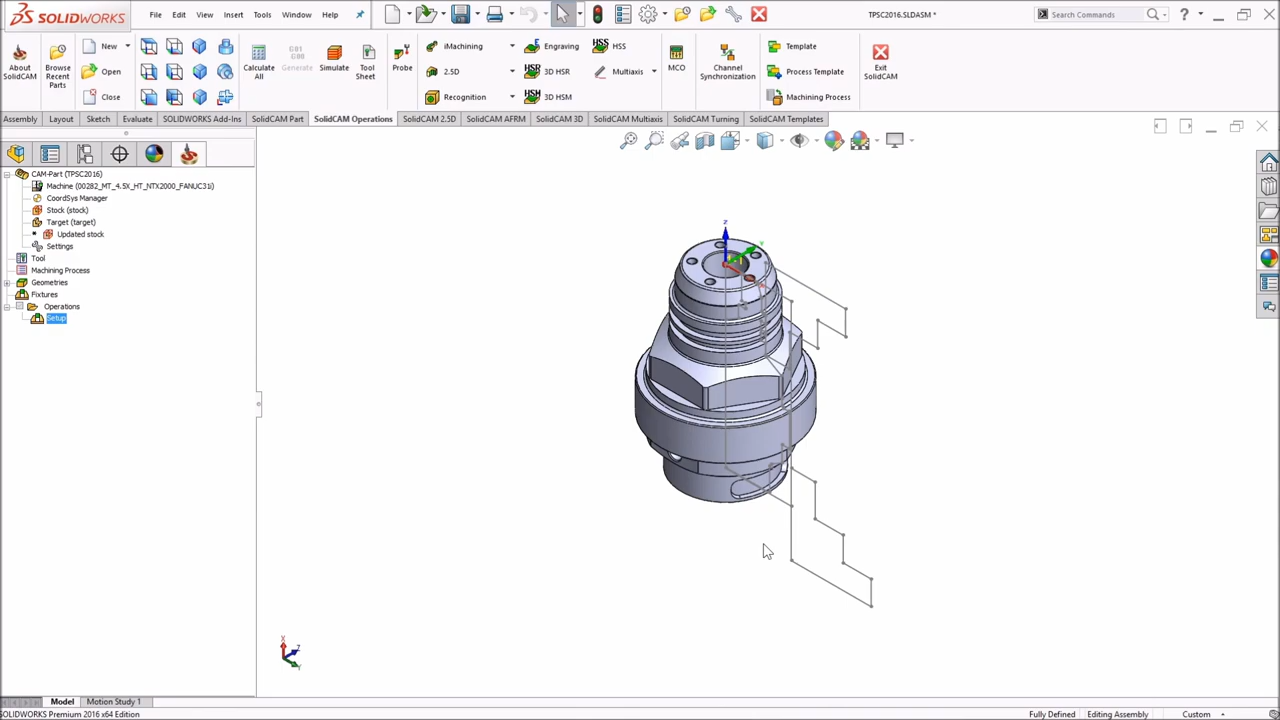 SOLIDWORKS
File Edit View Insert Tools Window Help
TPSC2016.SLDASM *
Search Commands
About SolidCAM
Browse Recent Parts
New
Open
Close
Calculate All
G01
G00
Generate
Simulate
Tool Sheet
Probe
iMachining
2.5D
Recognition
Engraving
HSR 3D HSR
HSM 3D HSM
HSS HSS
Multiaxis
MCO
Channel Synchronization
Template
Process Template
Machining Process
Exit SolidCAM
Assembly Layout Sketch Evaluate SOLIDWORKS Add-Ins SolidCAM Part SolidCAM Operations SolidCAM 2.5D SolidCAM AFRM SolidCAM 3D SolidCAM Multiaxis SolidCAM Turning SolidCAM Templates
CAM-Part (TPSC2016)
Machine (00282_MT_4.5X_HT_NTX2000_FANUC31i)
CoordSys Manager
Stock (stock)
Target (target)
* Updated stock
Settings
Tool
Machining Process
Geometries
Fixtures
Operations
Setup
Z
Y
X
Z
Y
Model Motion Study 1
SOLIDWORKS Premium 2016 x64 Edition
Fully Defined Editing Assembly Custom